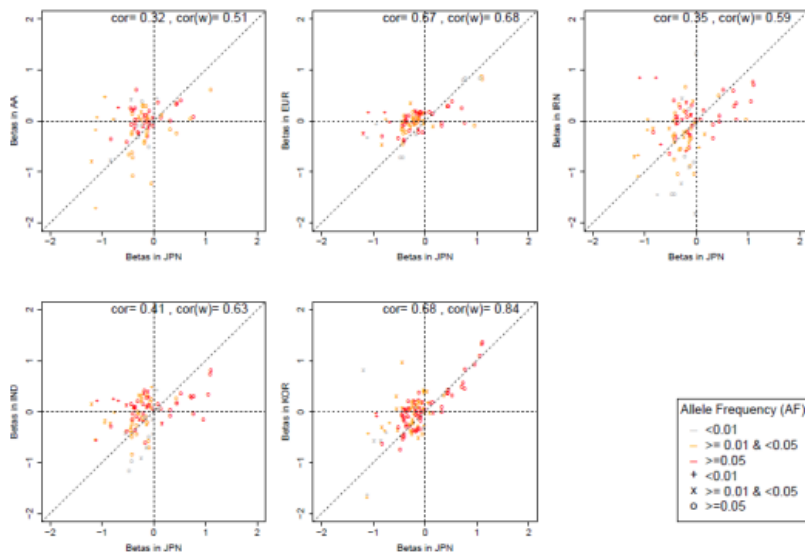 cor= 0.32 , cor(w)= 0.51
2
1
0
−1
−2
Betas in AA
−2 −1 0 1 2
Betas in JPN
cor= 0.67 , cor(w)= 0.68
2
1
0
−1
−2
Betas in EUR
−2 −1 0 1 2
Betas in JPN
cor= 0.35 , cor(w)= 0.59
2
1
0
−1
−2
Betas in IRN
−2 −1 0 1 2
Betas in JPN
cor= 0.41 , cor(w)= 0.63
2
1
0
−1
−2
Betas in IND
−2 −1 0 1 2
Betas in JPN
cor= 0.68 , cor(w)= 0.84
2
1
0
−1
−2
Betas in KOR
−2 −1 0 1 2
Betas in JPN
Allele Frequency (AF)
<0.01
>= 0.01 & <0.05
>=0.05
+ <0.01
x >= 0.01 & <0.05
o >=0.05